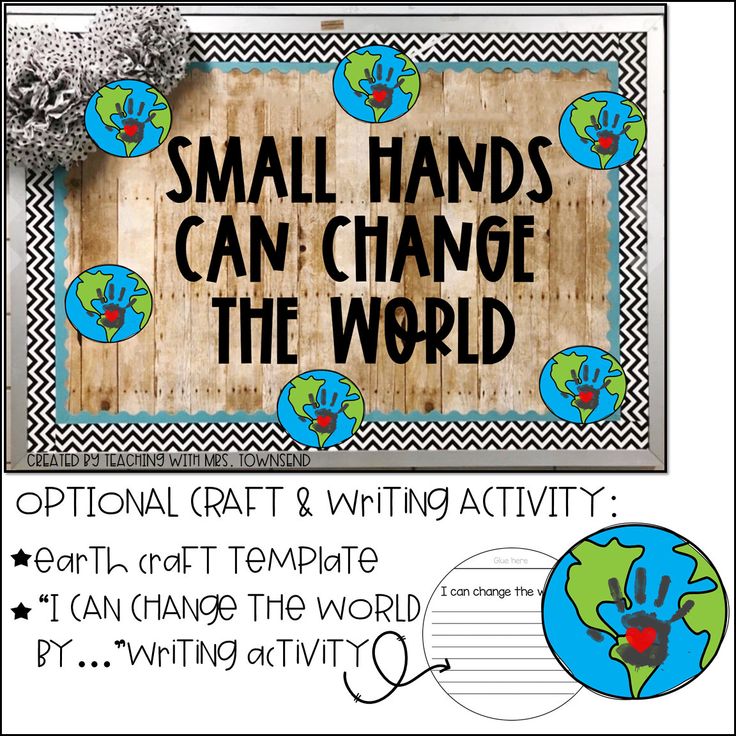 SMALL HANDS
CAN CHANGE
THE WORLD
CREATED BY TEACHING WITH MRS. TOWNSEND
OPTIONAL CRAFT & WRITING ACTIVITY:
EARTH CRAFT TEMPLATE
"I CAN CHANGE THE WORLD
BY..." WRITING ACTIVITY
Glue here
I can change the w